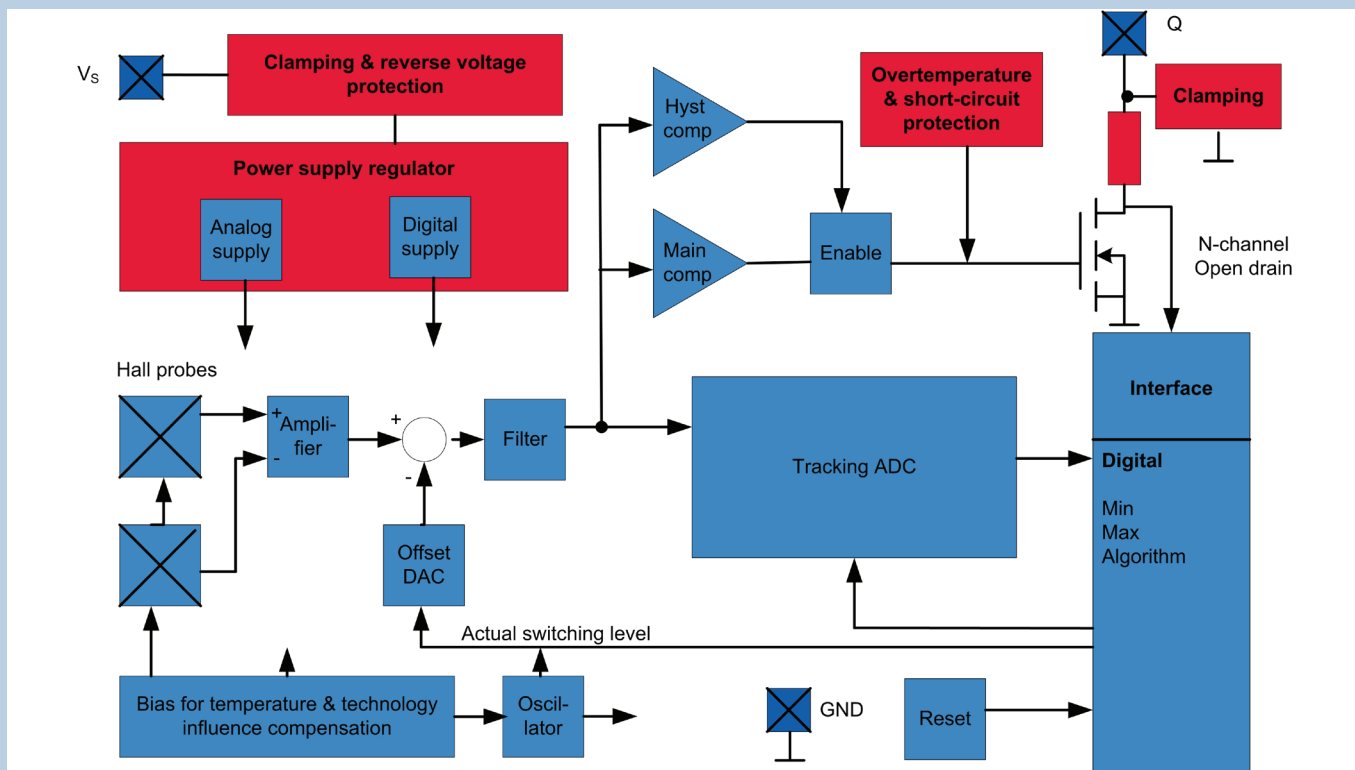 Q
V_S
Clamping & reverse voltage
protection
Power supply regulator
Analog
supply
Digital
supply
Hyst
comp
Main
comp
Overtemperature
& short-circuit
protection
Enable
Clamping
N-channel
Open drain
Hall probes
+
-
Ampli-
fier
+
-
Filter
Offset
DAC
Tracking ADC
Interface
Digital
Min
Max
Algorithm
Actual switching level
Bias for temperature & technology
influence compensation
Oscil-
lator
GND
Reset